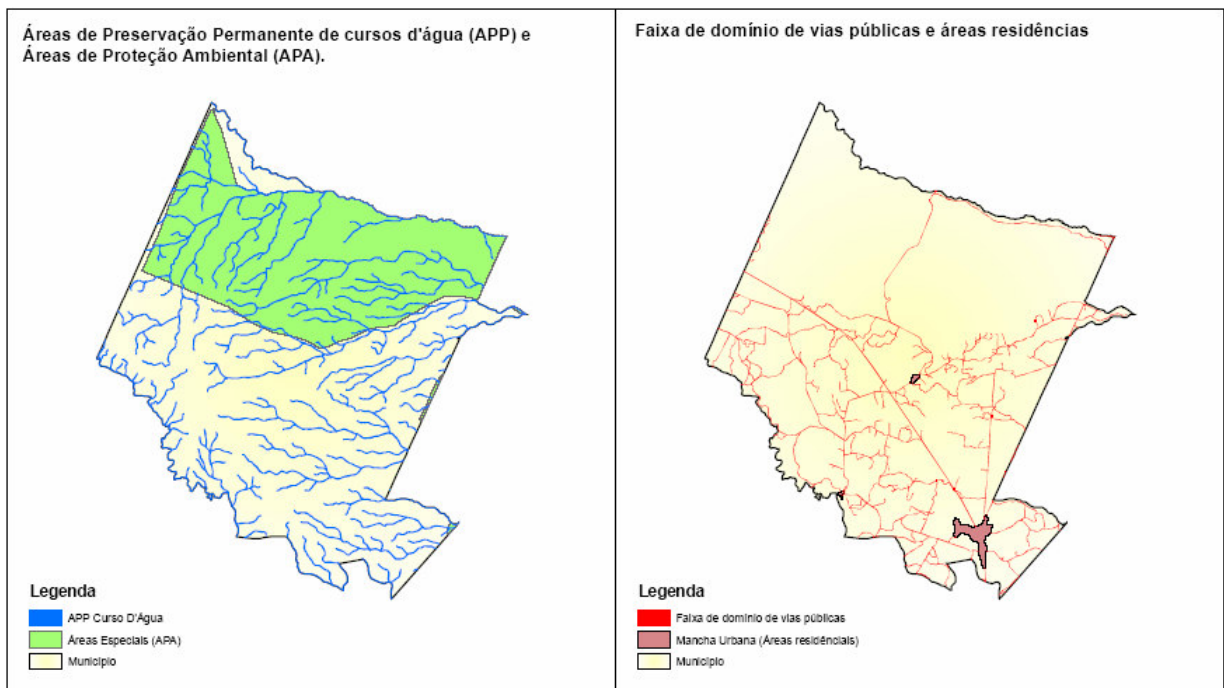 Áreas de Preservação Permanente de cursos d'água (APP) e
Áreas de Proteção Ambiental (APA).
Legenda
APP Curso D'Água
Áreas Especiais (APA)
Município
Faixa de domínio de vias públicas e áreas residências
Legenda
Faixa de domínio de vias públicas
Mancha Urbana (Áreas residênciais)
Município